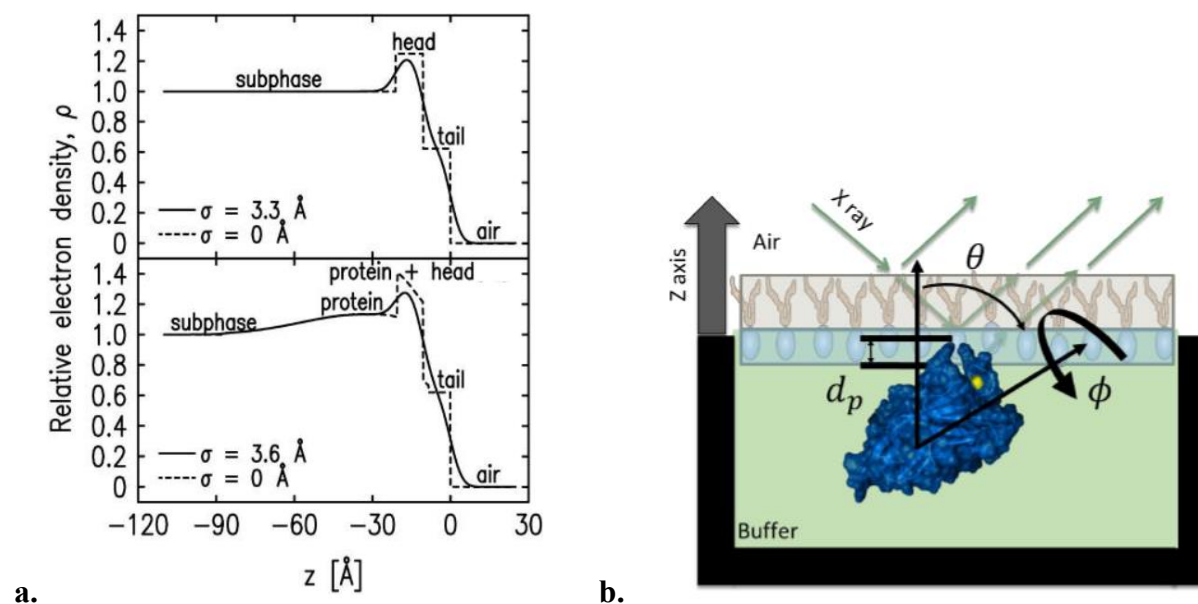 1.4
1.2
1.0
0.8
0.6
0.4
0.2
0
head
subphase
tail
σ = 3.3 Å
σ = 0 Å
air
1.4
1.2
1.0
0.8
0.6
0.4
0.2
0
protein + head
protein
subphase
tail
σ = 3.6 Å
σ = 0 Å
air
Relative electron density, ρ
−120 −90 −60 −30 0 30
z [Å]
a.
X ray
Air
θ
Z axis
d_p
ϕ
Buffer
b.